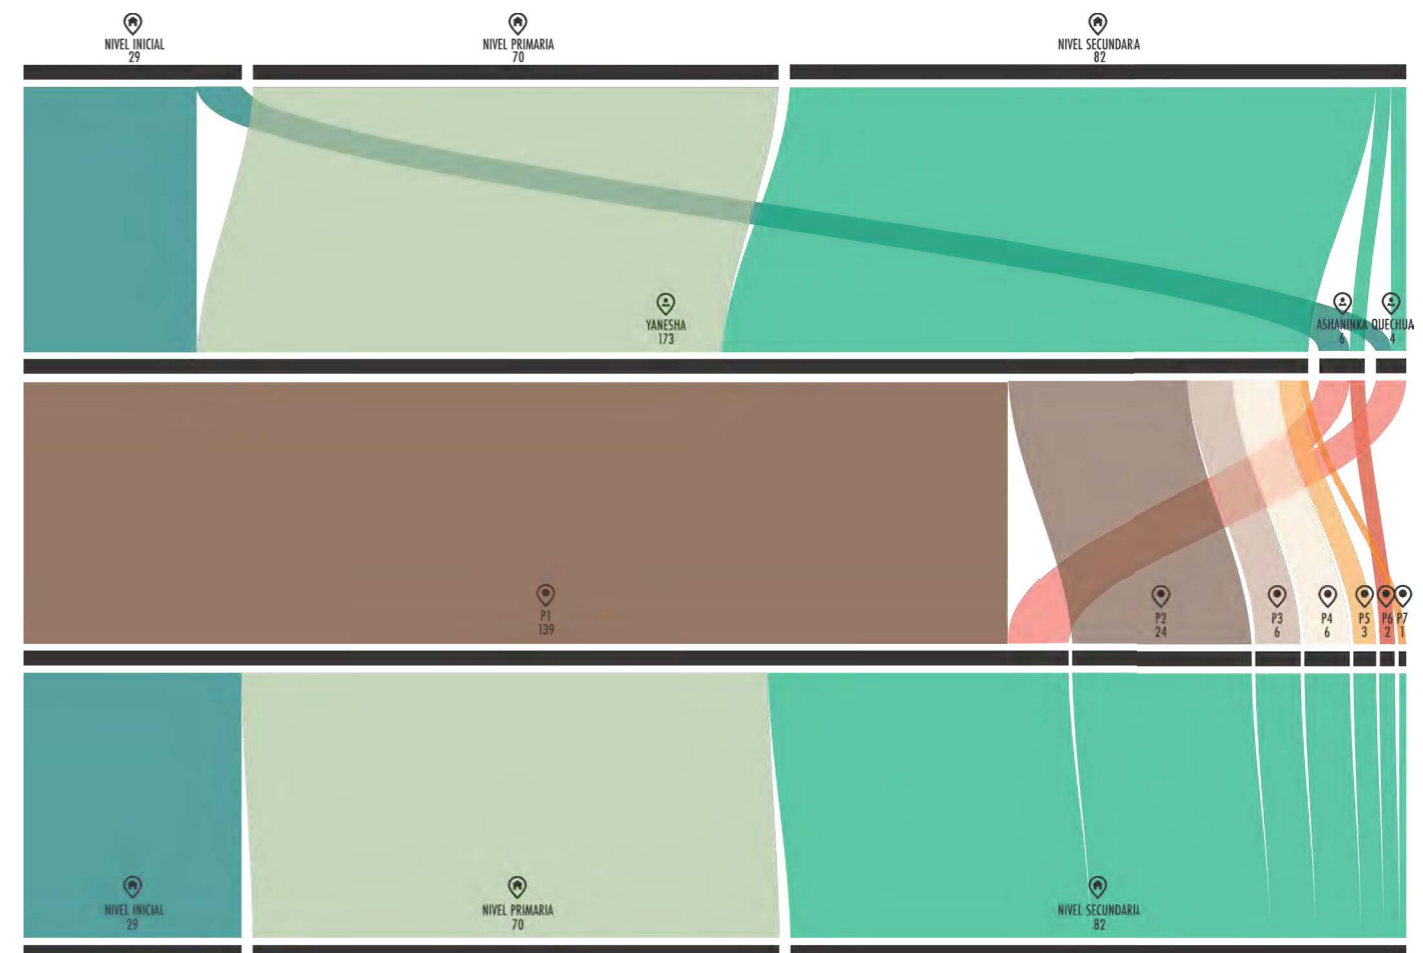 NIVEL INICIAL
29
NIVEL PRIMARIA
70
NIVEL SECUNDARIA
82
YANESHA
173
ASHANINKA
6
QUECHUA
4
P1
139
P2
24
P3
6
P4
6
P5
3
P6
2
P7
1
NIVEL INICIAL
29
NIVEL PRIMARIA
70
NIVEL SECUNDARIA
82